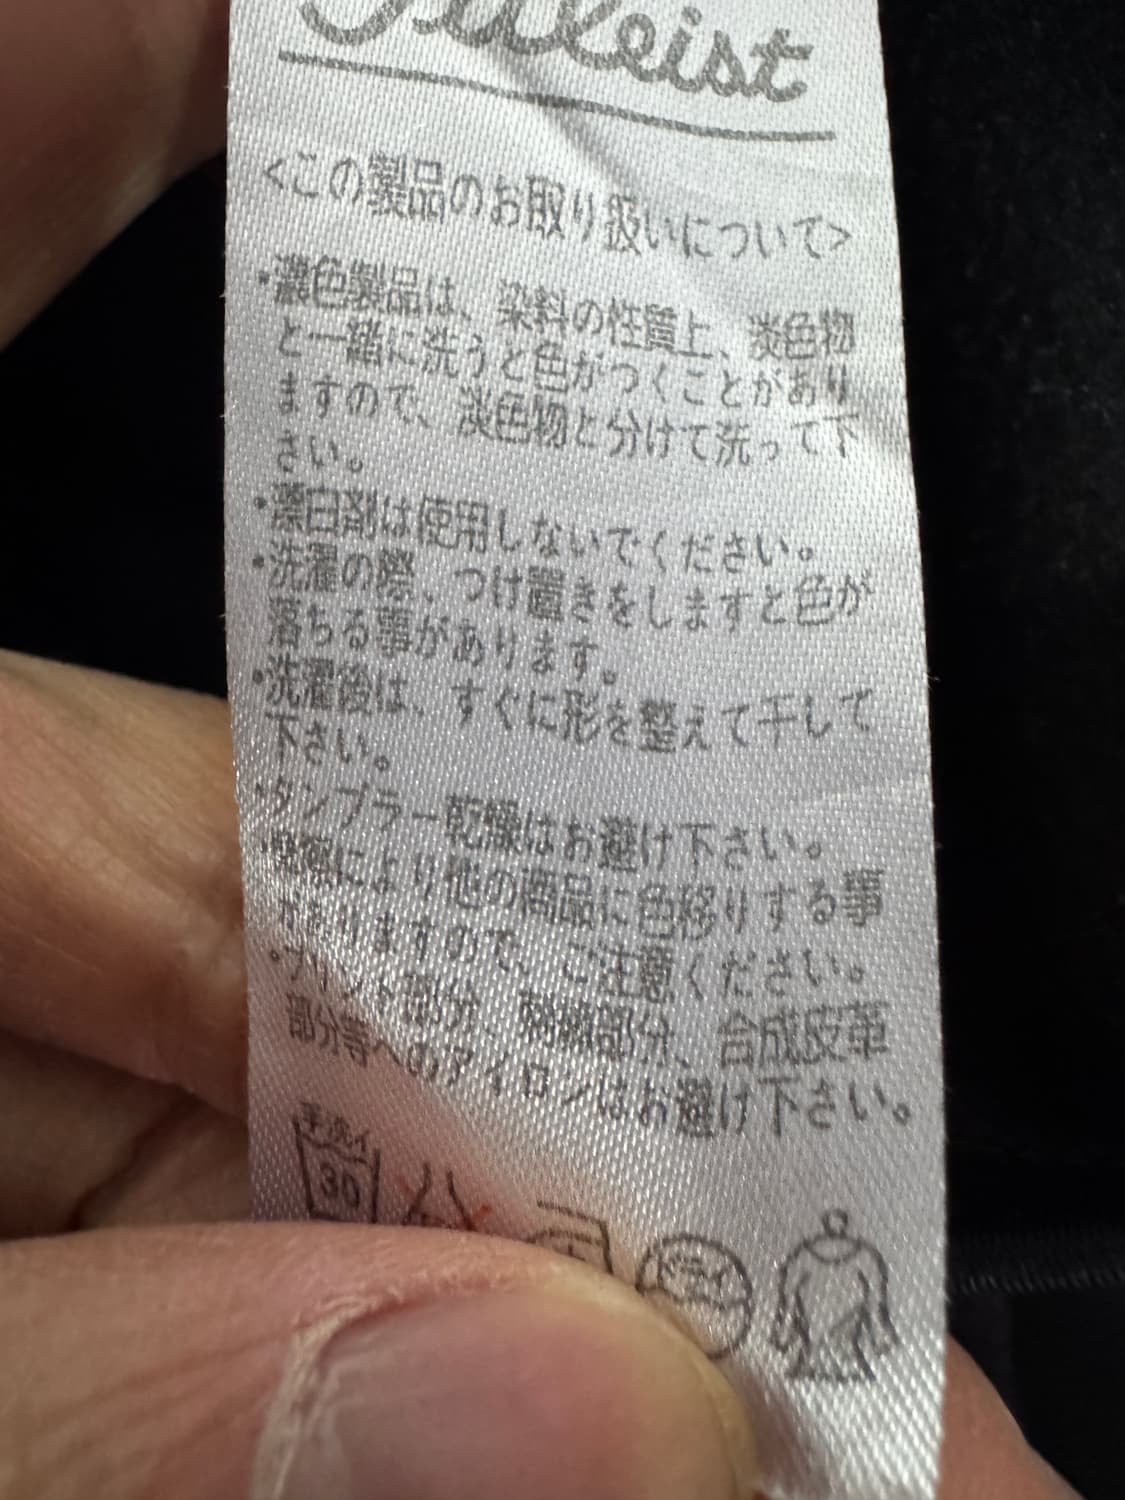 Titleist
<この製品のお取り扱いについて>
・濃色製品は、染料の性質上、淡色物
と一緒に洗うと色がつくことがあり
ますので、淡色物と分けて洗って下
さい。
・漂白剤は使用しないでください。
・洗濯の際、つけ置きをしますと色が
落ちる事があります。
・洗濯後は、すぐに形を整えて干して
下さい。
・タンブラー乾燥はお避け下さい。
・摩擦により他の商品に色移りする事
がありますので、ご注意ください。
・プリント部分、刺繍部分、合成皮革
部分等へのアイロンはお避け下さい。
手洗イ
30
ドライ